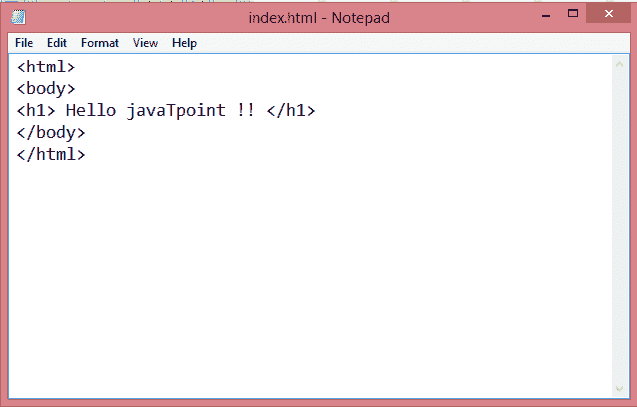 index.html - Notepad
File Edit Format View Help
<html>
<body>
<h1> Hello javaTpoint !! </h1>
</body>
</html>